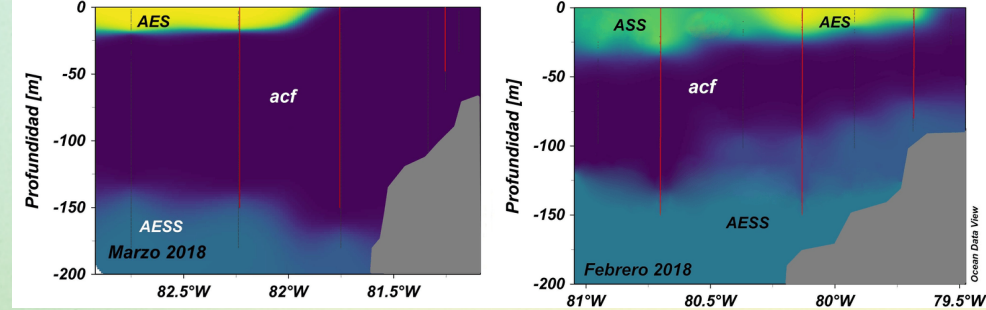 Profundidad [m]
0
-50
-100
-150
-200
AES
acf
AESS
Marzo 2018
82.5°W
82°W
81.5°W
Profundidad [m]
0
-50
-100
-150
-200
ASS
AES
acf
AESS
Febrero 2018
81°W
80.5°W
80°W
79.5°W
Ocean Data View